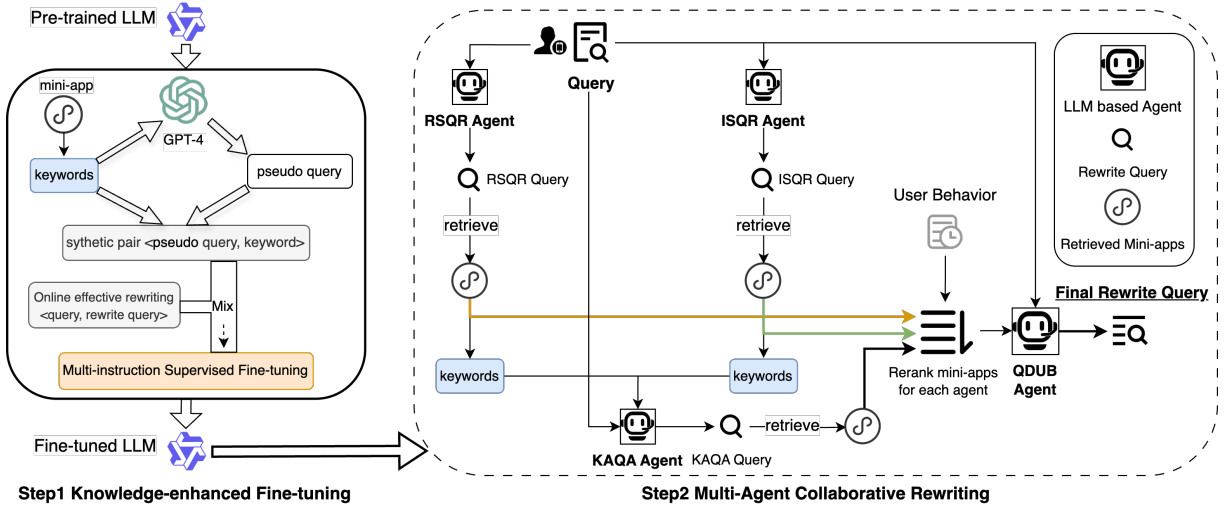 Pre-trained LLM
mini-app
GPT-4
keywords
pseudo query
sythetic pair <pseudo query, keyword>
Online effective rewriting
<query, rewrite query>
Mix
Multi-instruction Supervised Fine-tuning
Fine-tuned LLM
Step1 Knowledge-enhanced Fine-tuning
Query
RSQR Agent
ISQR Agent
RSQR Query
ISQR Query
retrieve
retrieve
User Behavior
keywords
keywords
Rerank mini-apps
for each agent
QDUB
Agent
Final Rewrite Query
KAQA Agent
KAQA Query
retrieve
LLM based Agent
Rewrite Query
Retrieved Mini-apps
Step2 Multi-Agent Collaborative Rewriting